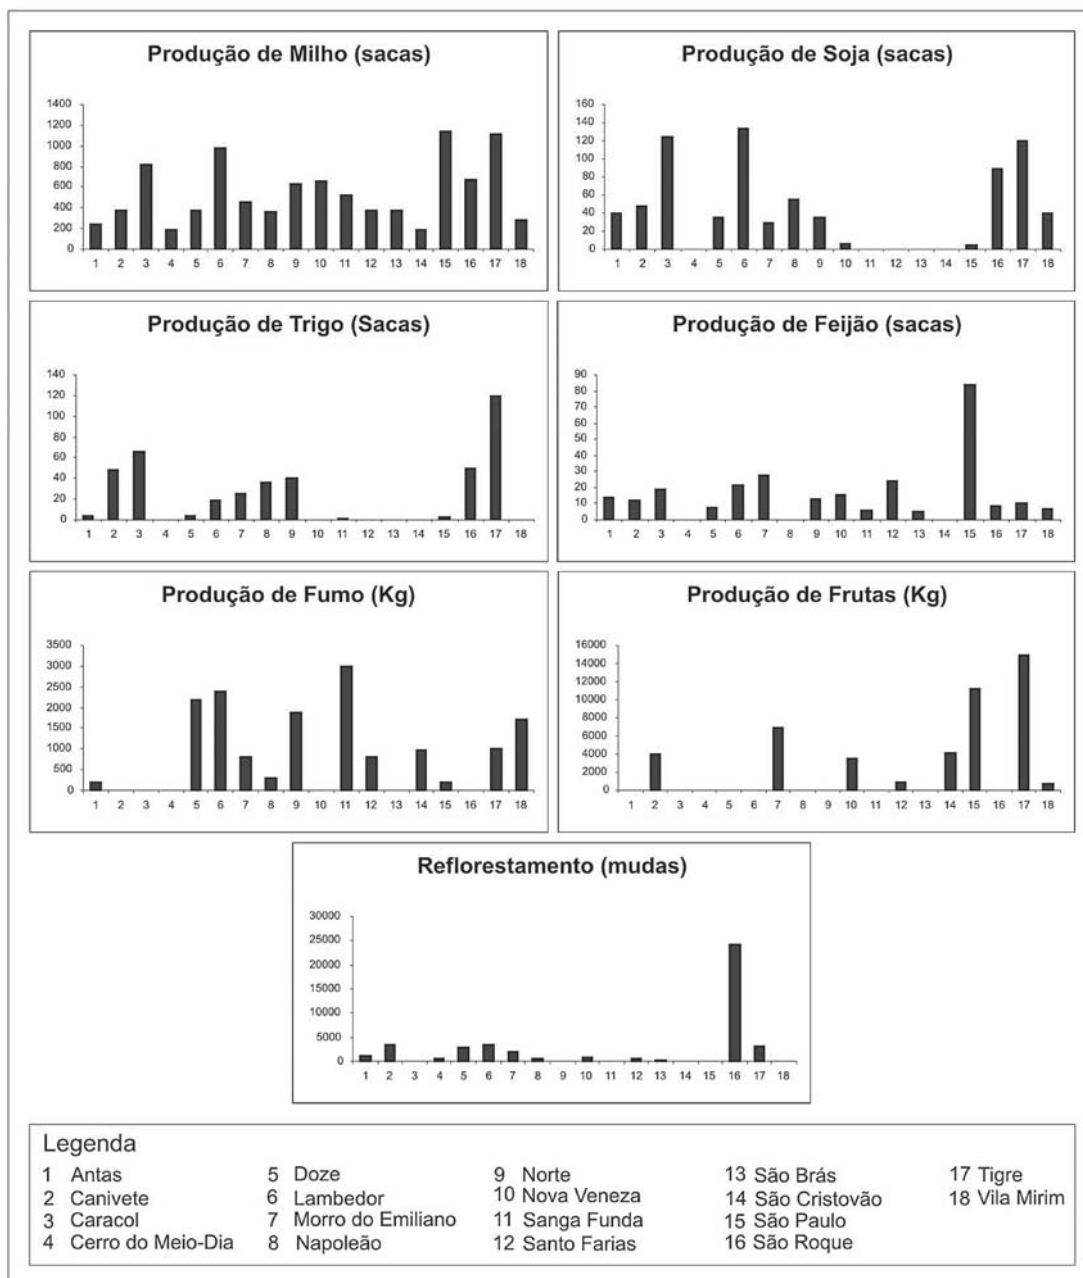 Produção de Milho (sacas)
1400
1200
1000
800
600
400
200
0
1 2 3 4 5 6 7 8 9 10 11 12 13 14 15 16 17 18
Produção de Soja (sacas)
160
140
120
100
80
60
40
20
0
1 2 3 4 5 6 7 8 9 10 11 12 13 14 15 16 17 18
Produção de Trigo (Sacas)
140
120
100
80
60
40
20
0
1 2 3 4 5 6 7 8 9 10 11 12 13 14 15 16 17 18
Produção de Feijão (sacas)
90
80
70
60
50
40
30
20
10
0
1 2 3 4 5 6 7 8 9 10 11 12 13 14 15 16 17 18
Produção de Fumo (Kg)
3500
3000
2500
2000
1500
1000
500
0
1 2 3 4 5 6 7 8 9 10 11 12 13 14 15 16 17 18
Produção de Frutas (Kg)
16000
14000
12000
10000
8000
6000
4000
2000
0
1 2 3 4 5 6 7 8 9 10 11 12 13 14 15 16 17 18
Reflorestamento (mudas)
30000
25000
20000
15000
10000
5000
0
1 2 3 4 5 6 7 8 9 10 11 12 13 14 15 16 17 18
Legenda
1 Antas
2 Canivete
3 Caracol
4 Cerro do Meio-Dia
5 Doze
6 Lambedor
7 Morro do Emiliano
8 Napoleão
9 Norte
10 Nova Veneza
11 Sanga Funda
12 Santo Farias
13 São Brás
14 São Cristovão
15 São Paulo
16 São Roque
17 Tigre
18 Vila Mirim